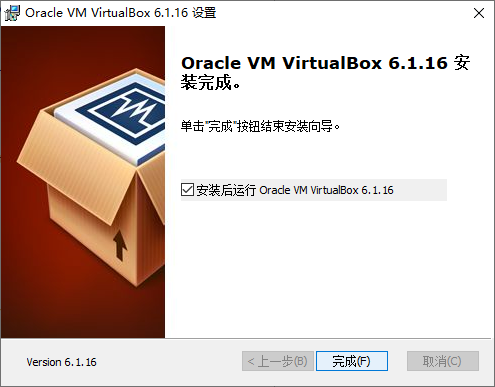 Oracle VM VirtualBox 6.1.16 设置
Oracle VM VirtualBox 6.1.16 安
装完成。
单击"完成"按钮结束安装向导。
安装后运行 Oracle VM VirtualBox 6.1.16
Version 6.1.16
< 上一步(B)
完成(F)
取消(C)